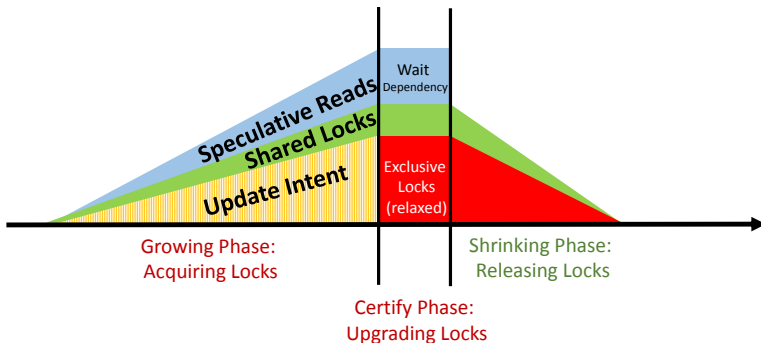 Speculative Reads
Shared Locks
Update Intent
Wait
Dependency
Exclusive
Locks
(relaxed)
Growing Phase:
Acquiring Locks
Shrinking Phase:
Releasing Locks
Certify Phase:
Upgrading Locks